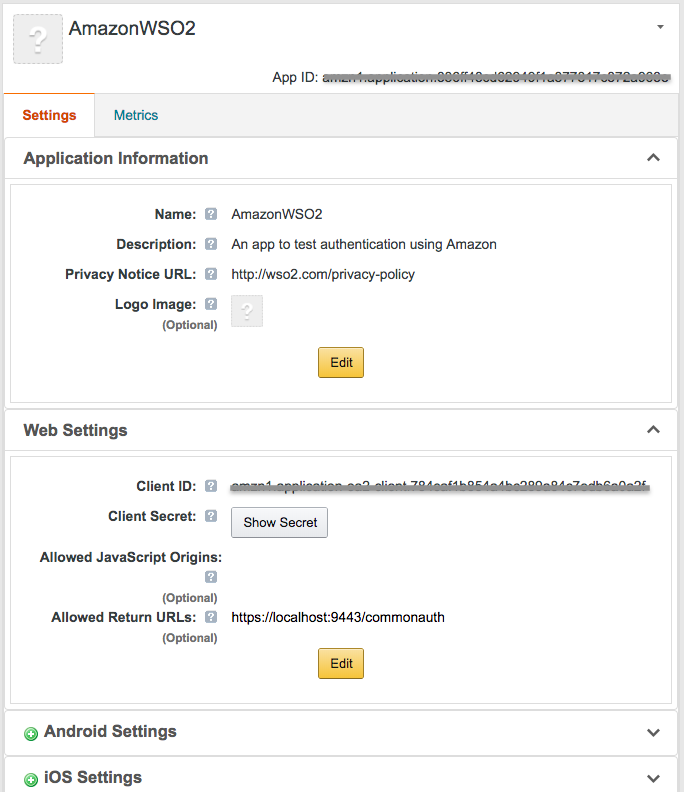 AmazonWSO2
App ID:
Settings
Metrics
Application Information
Name: ? AmazonWSO2
Description: ? An app to test authentication using Amazon
Privacy Notice URL: ? http://wso2.com/privacy-policy
Logo Image: ? ?
(Optional)
Edit
Web Settings
Client ID: ?
Client Secret: ? Show Secret
Allowed JavaScript Origins:
?
(Optional)
Allowed Return URLs: ? https://localhost:9443/commonauth
(Optional)
Edit
Android Settings
iOS Settings